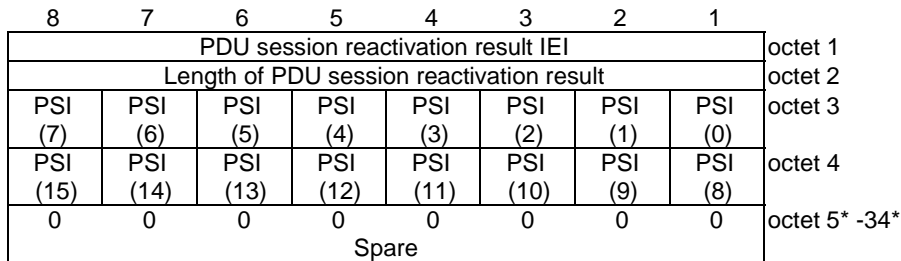 8 7 6 5 4 3 2 1
PDU session reactivation result IEI octet 1
Length of PDU session reactivation result octet 2
PSI PSI PSI PSI PSI PSI PSI PSI octet 3
(7) (6) (5) (4) (3) (2) (1) (0)
PSI PSI PSI PSI PSI PSI PSI PSI octet 4
(15) (14) (13) (12) (11) (10) (9) (8)
0 0 0 0 0 0 0 0 octet 5* -34*
Spare